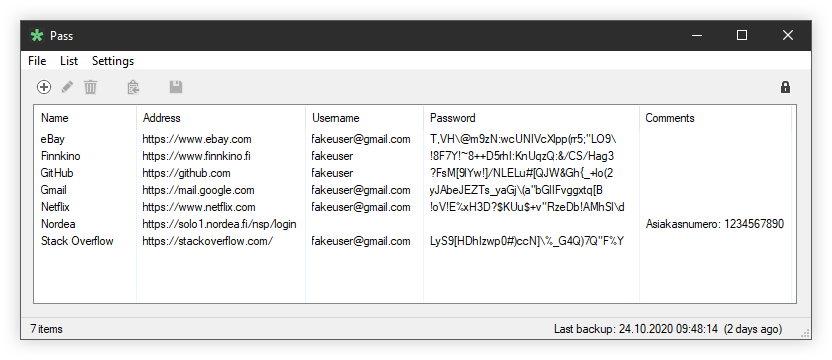 Pass
File List Settings
Name Address Username Password Comments
eBay https://www.ebay.com fakeuser@gmail.com T,VH\@m9zN:wcUNIVcXlpp(rr5;"LO9\
Finnkino https://www.finnkino.fi fakeuser !8F7Y!~8++D5rhI:KnUqzQ:&/CS/Hag3
GitHub https://github.com fakeuser ?FsM[9IYw!]/NLELu#[QJW&Gh{_+Io(2
Gmail https://mail.google.com fakeuser@gmail.com yJAbeJEZTs_yaGj\(a"bGIIFvggxtq[B
Netflix https://www.netflix.com fakeuser@gmail.com !oV!E%xH3D?$KUu$+v"RzeDb!AMhSI\d
Nordea https://solo1.nordea.fi/nsp/login Asiakasnumero: 1234567890
Stack Overflow https://stackoverflow.com/ fakeuser@gmail.com LyS9[HDhIzwp0#)ccN]\%_G4Q)7Q"F%Y
7 items Last backup: 24.10.2020 09:48:14 (2 days ago)